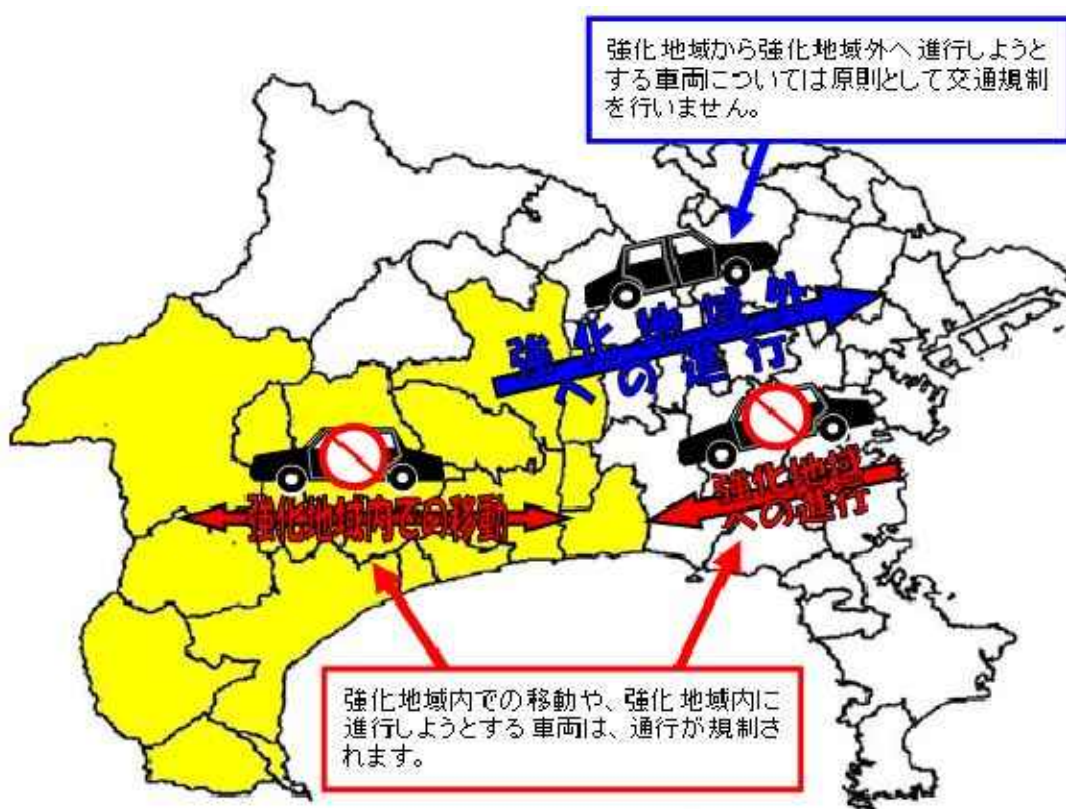 強化地域から強化地域外へ進行しようと
する車両については原則として交通規制
を行いません。
強化地域外
への進行
強化地域
への進行
強化地域内での移動
強化地域内での移動や、強化地域内に
進行しようとする車両は、通行が規制さ
れます。